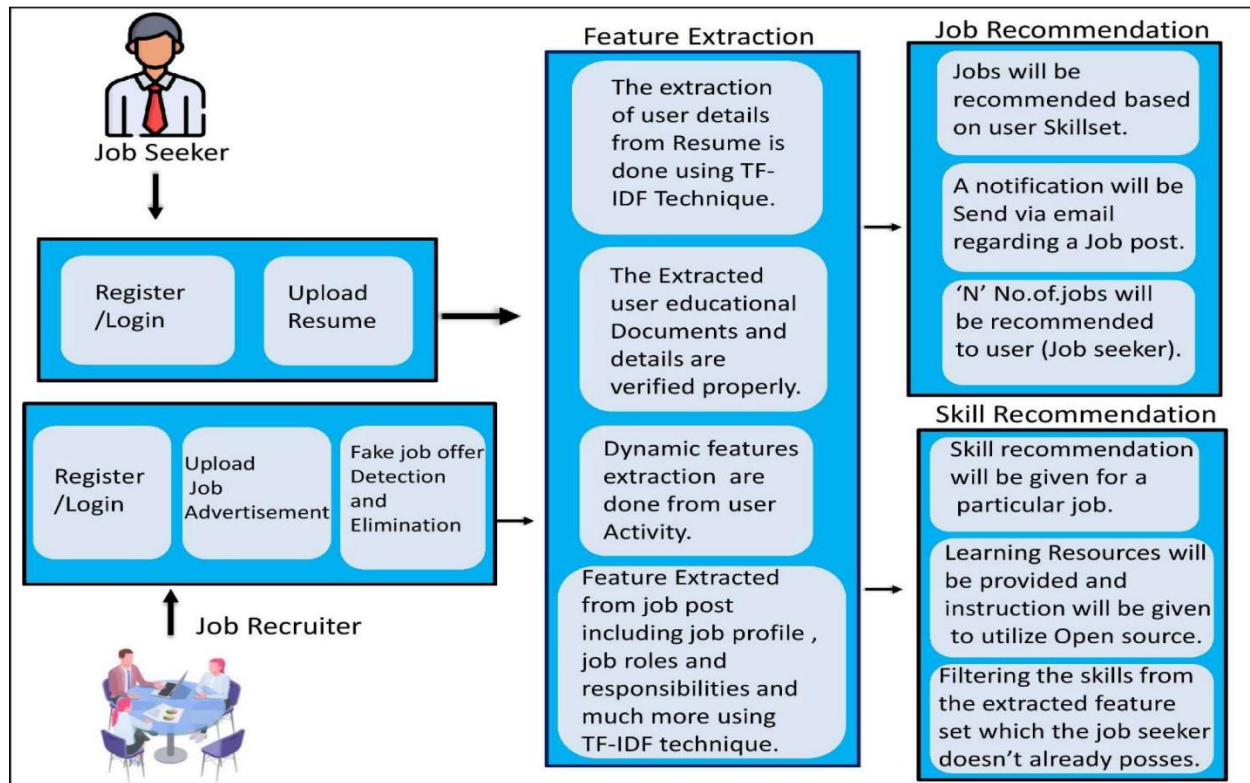 Job Seeker
Register
/Login
Upload
Resume
Register
/Login
Upload
Job
Advertisement
Fake job offer
Detection
and
Elimination
Job Recruiter
Feature Extraction
The extraction
of user details
from Resume is
done using TF-
IDF Technique.
The Extracted
user educational
Documents and
details are
verified properly.
Dynamic features
extraction are
done from user
Activity.
Feature Extracted
from job post
including job profile ,
job roles and
responsibilities and
much more using
TF-IDF technique.
Job Recommendation
Jobs will be
recommended based
on user Skillset.
A notification will be
Send via email
regarding a Job post.
‘N’ No.of.jobs will
be recommended
to user (Job seeker).
Skill Recommendation
Skill recommendation
will be given for a
particular job.
Learning Resources will
be provided and
instruction will be given
to utilize Open source.
Filtering the skills from
the extracted feature
set which the job seeker
doesn’t already posses.